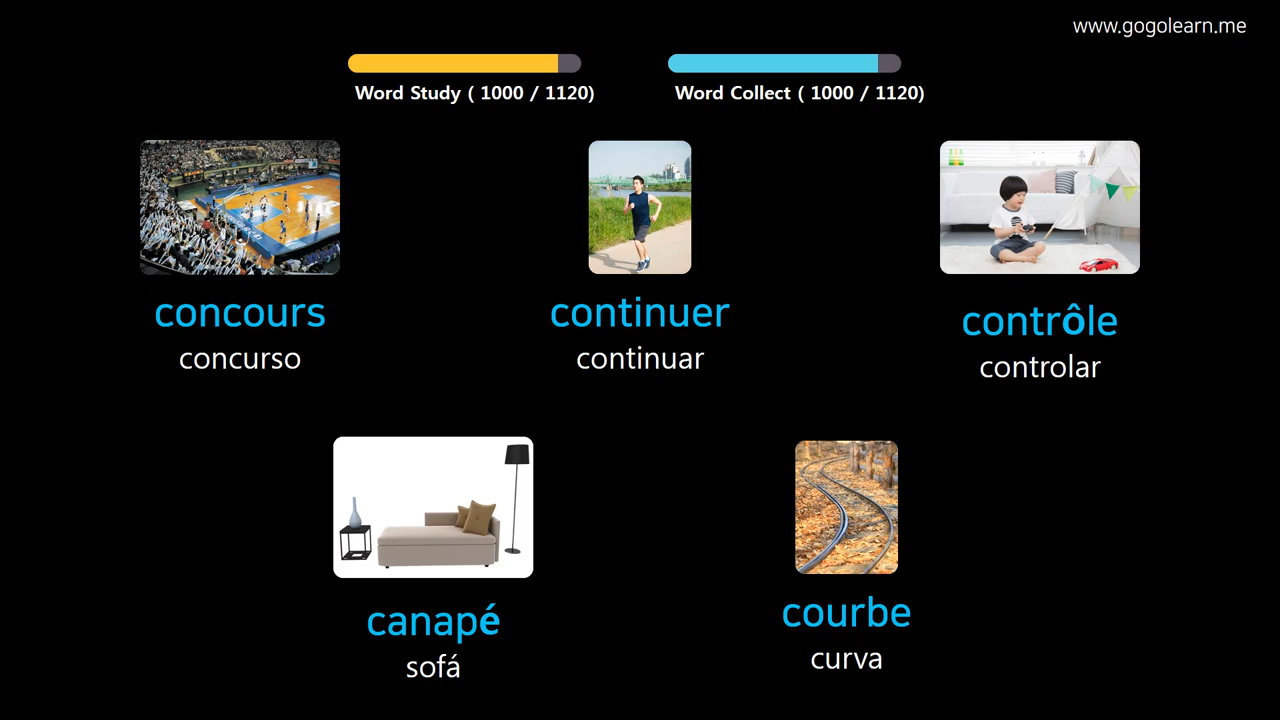 www.gogolearn.me
Word Study ( 1000 / 1120)
Word Collect ( 1000 / 1120)
concours
concurso
continuer
continuar
contrôle
controlar
canapé
sofá
courbe
curva